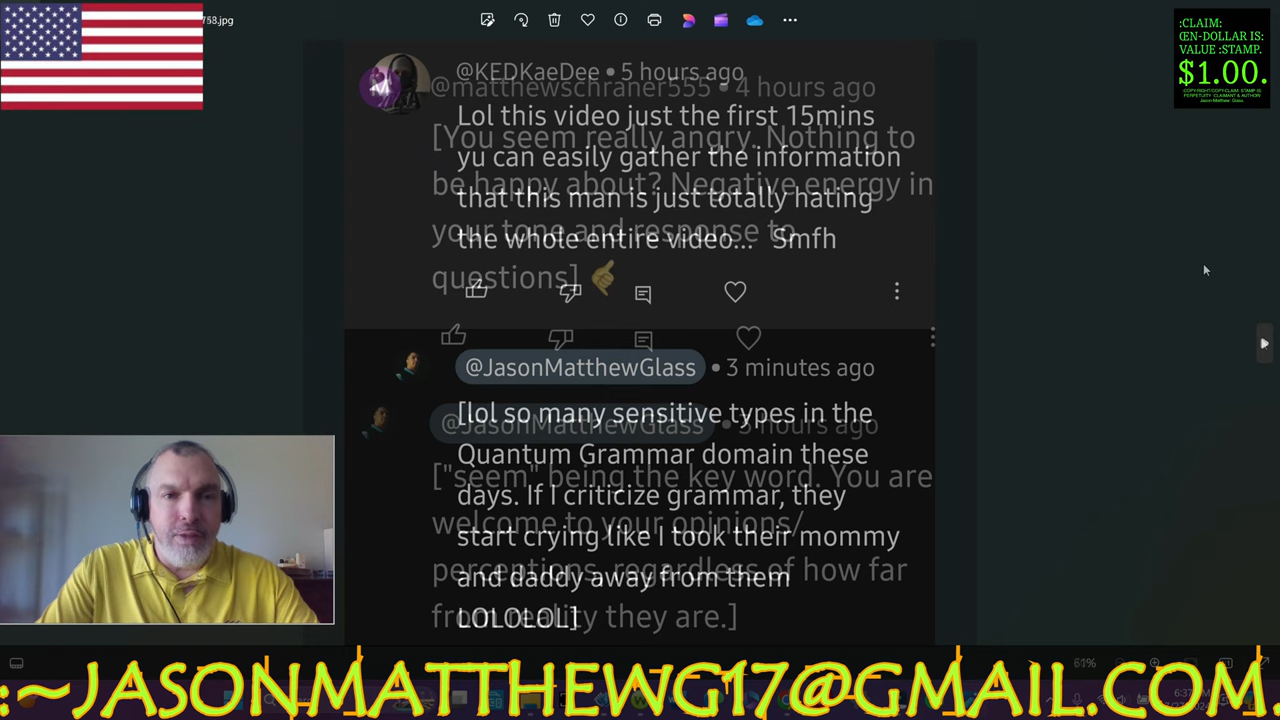 758.jpg
:CLAIM:
VALUE :STAMP.
$1.00.
@KEDKaeDee • 5 hours ago
Lol this video just the first 15mins
yu can easily gather the information
that this man is just totally hating
the whole entire video... Smfh
@matthewschraner555 • 4 hours ago
[You seem really angry. Nothing to
be happy about? Negative energy in
your tone and response to
questions]
@JasonMatthewGlass • 3 minutes ago
[lol so many sensitive types in the
Quantum Grammar domain these
days. If I criticize grammar, they
start crying like I took their mommy
and daddy away from them
LOLOLOL]
@JasonMatthewGlass • 3 hours ago
["seem" being the key word. You are
welcome to your opinions/
perceptions, regardless of how far
from reality they are.]
61%
:~JASONMATTHEWG17@GMAIL.COM.